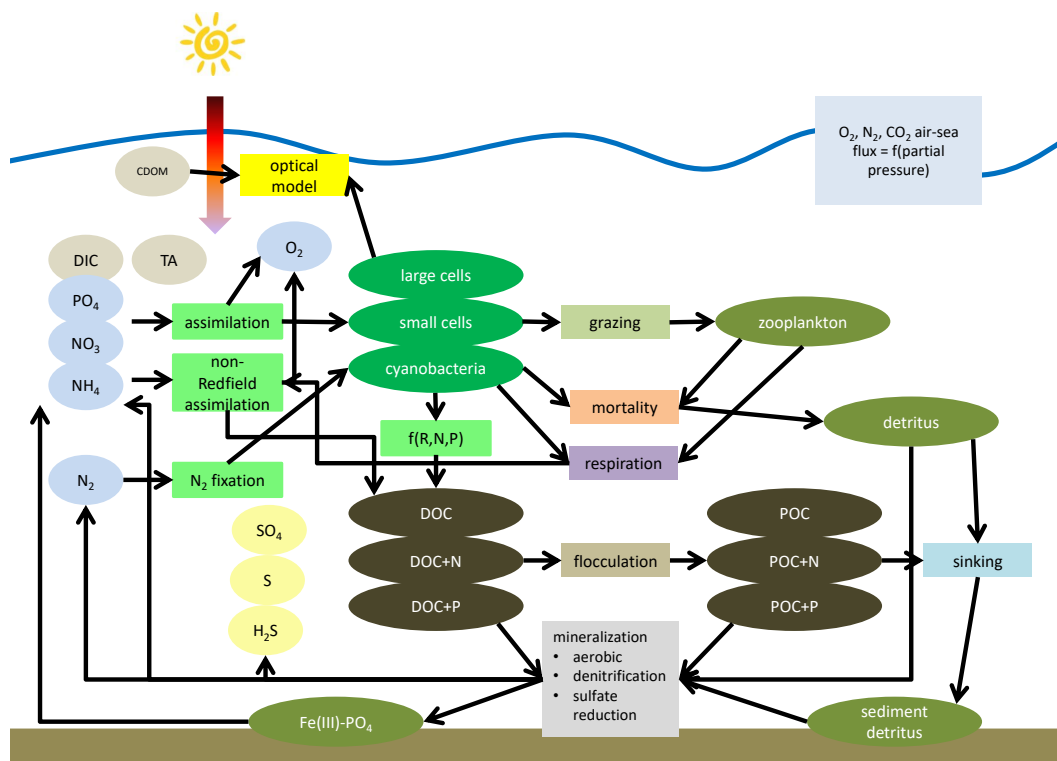 O₂, N₂, CO₂ air-sea
flux = f(partial
pressure)
CDOM
optical
model
DIC
TA
O₂
PO₄
NO₃
NH₄
assimilation
non-
Redfield
assimilation
large cells
small cells
cyanobacteria
grazing
zooplankton
mortality
detritus
f(R,N,P)
respiration
N₂
N₂ fixation
SO₄
S
H₂S
DOC
DOC+N
DOC+P
flocculation
POC
POC+N
POC+P
sinking
mineralization
• aerobic
• denitrification
• sulfate
reduction
Fe(III)-PO₄
sediment
detritus